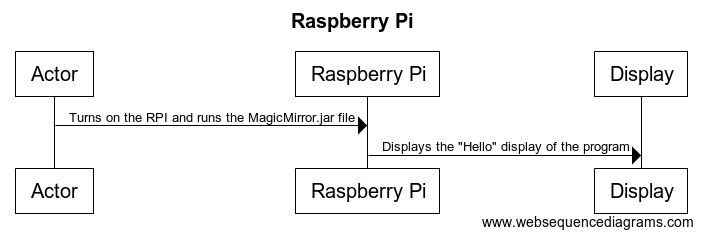 Raspberry Pi
Actor
Raspberry Pi
Display
Turns on the RPI and runs the MagicMirror.jar file
Displays the "Hello" display of the program
Actor
Raspberry Pi
Display
www.websequencediagrams.com